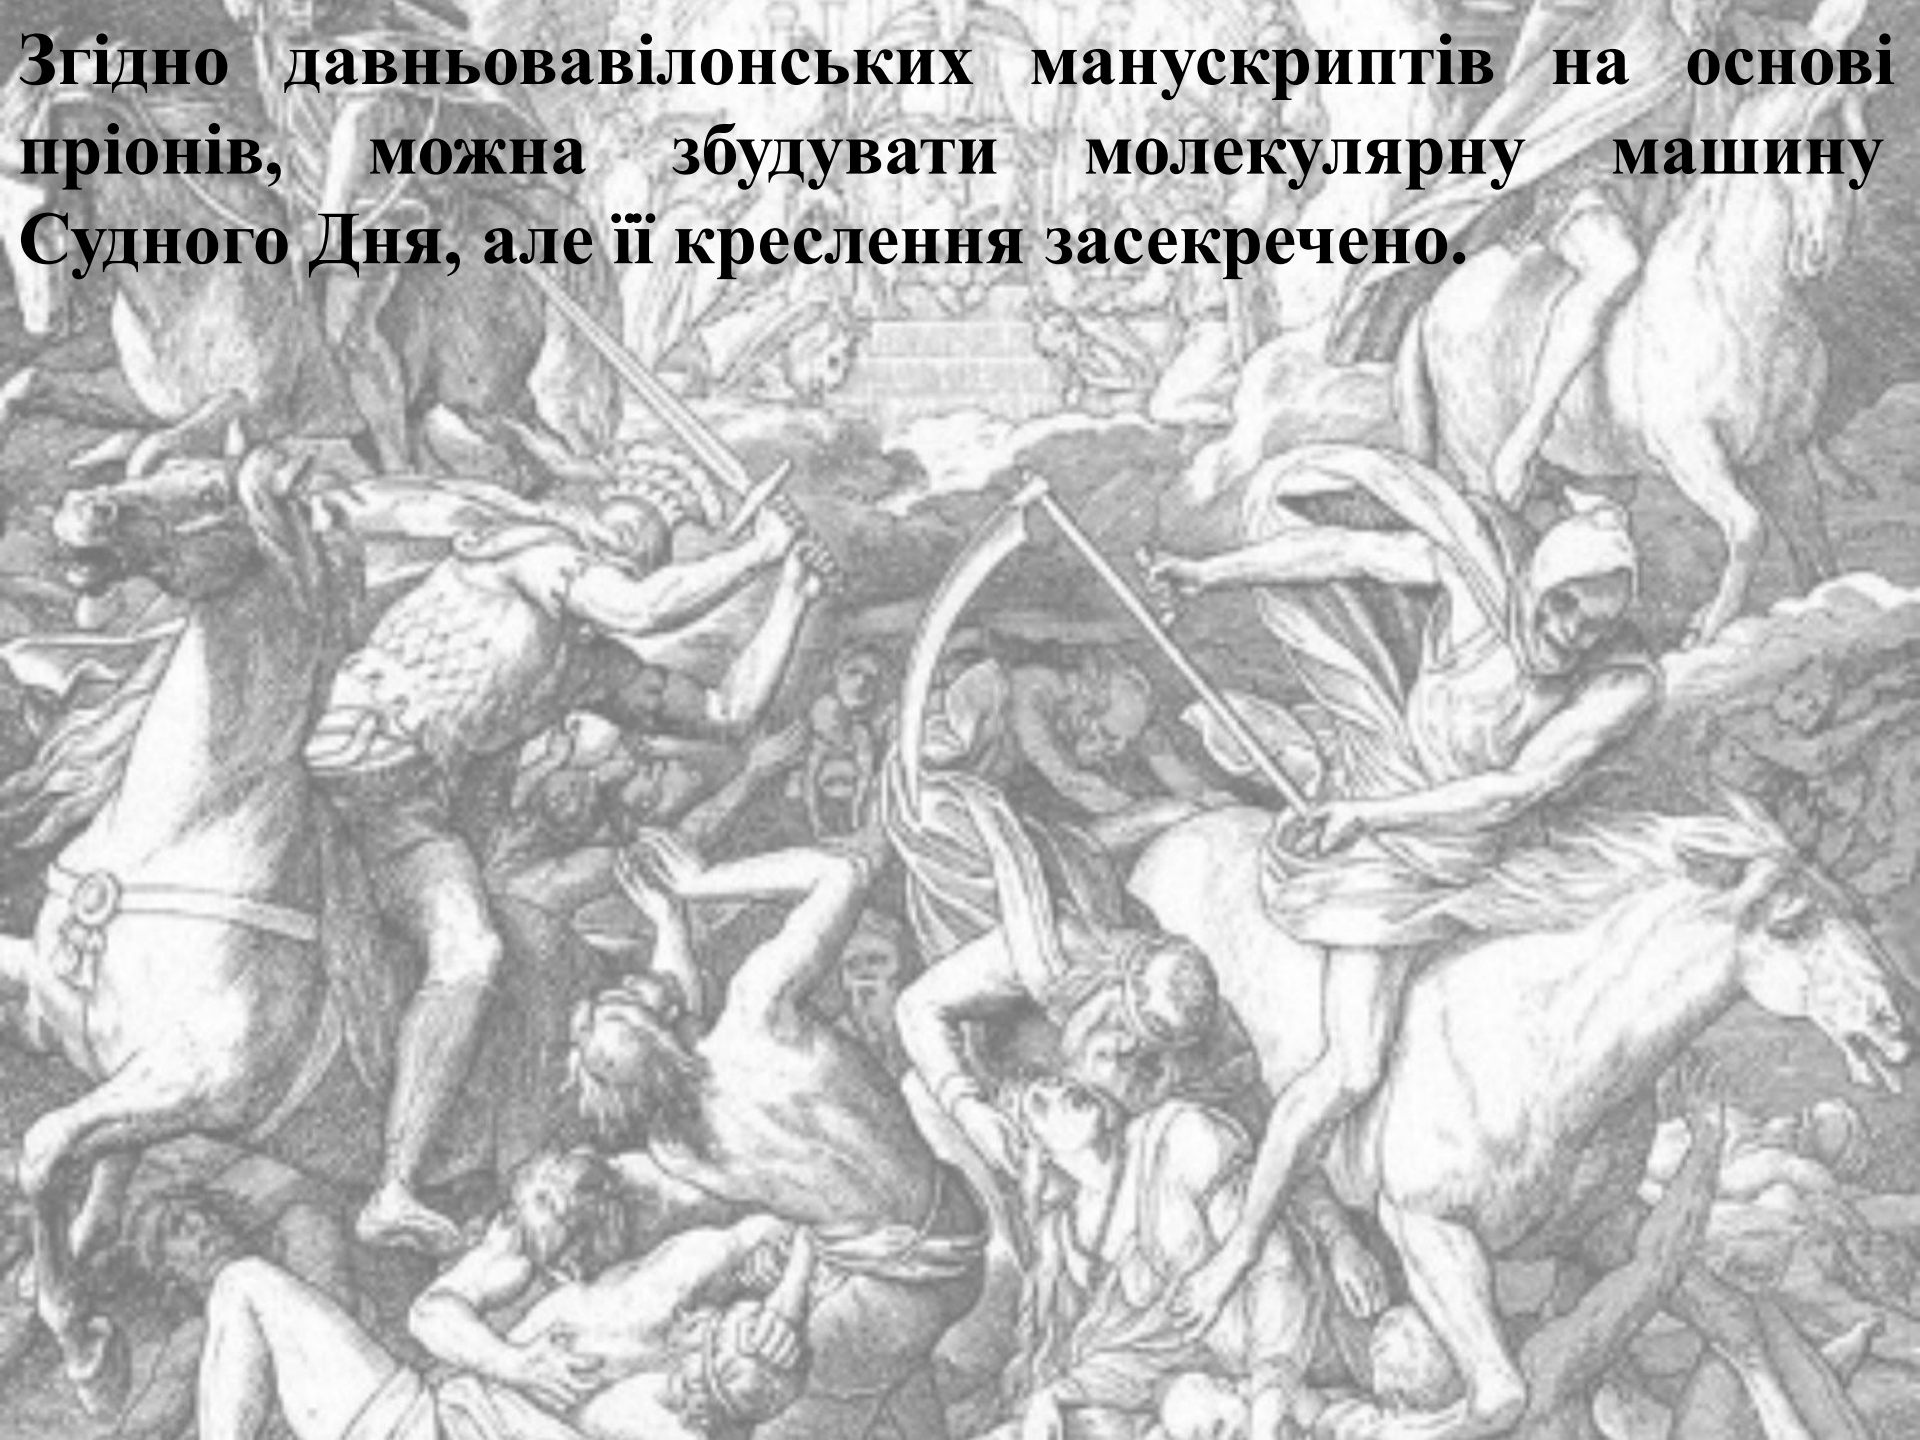 Згідно давньовавілонських манускриптів на основі
пріонів, можна збудувати молекулярну машину
Судного Дня, але її креслення засекречено.